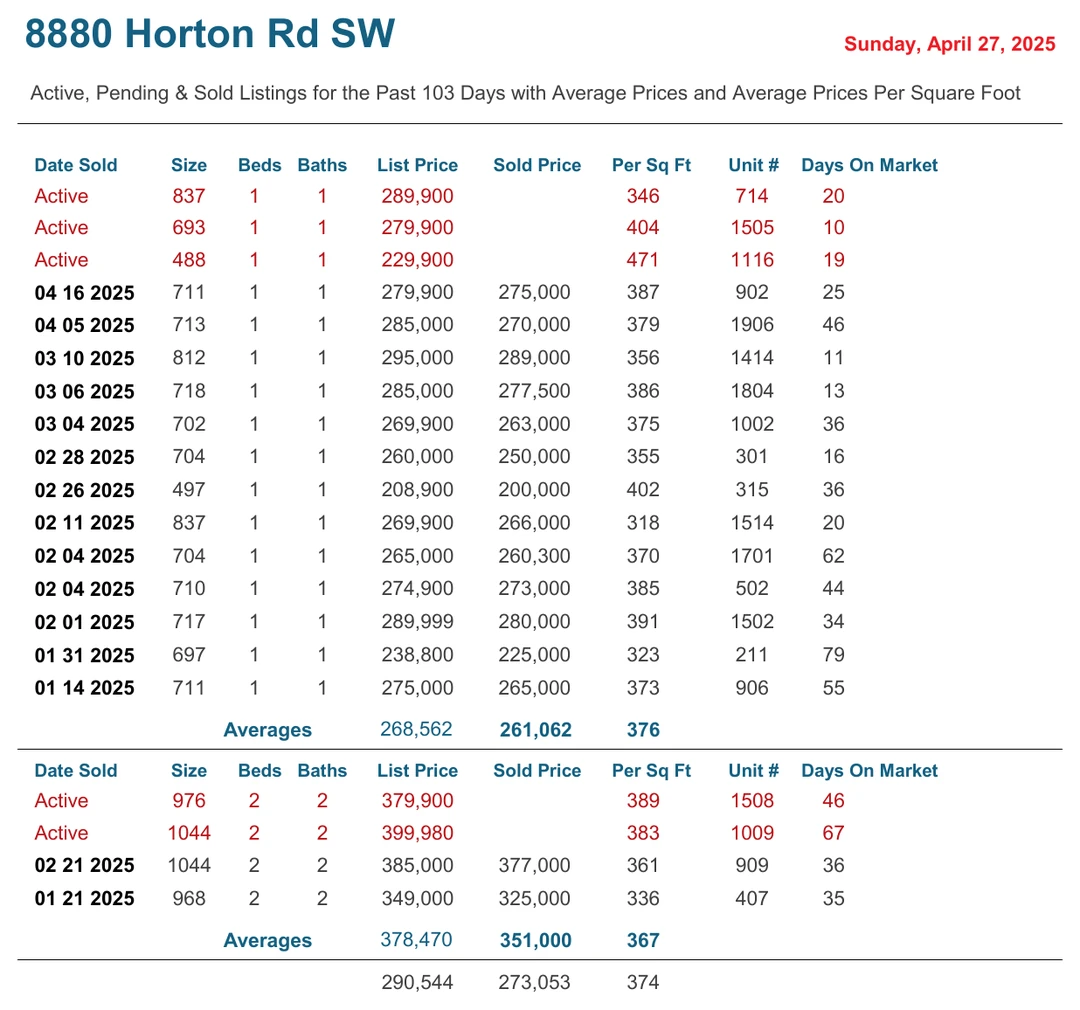 8880 Horton Rd SW
Sunday, April 27, 2025
Active, Pending & Sold Listings for the Past 103 Days with Average Prices and Average Prices Per Square Foot
Date Sold Size Beds Baths List Price Sold Price Per Sq Ft Unit # Days On Market
Active 837 1 1 289,900 346 714 20
Active 693 1 1 279,900 404 1505 10
Active 488 1 1 229,900 471 1116 19
04 16 2025 711 1 1 279,900 275,000 387 902 25
04 05 2025 713 1 1 285,000 270,000 379 1906 46
03 10 2025 812 1 1 295,000 289,000 356 1414 11
03 06 2025 718 1 1 285,000 277,500 386 1804 13
03 04 2025 702 1 1 269,900 263,000 375 1002 36
02 28 2025 704 1 1 260,000 250,000 355 301 16
02 26 2025 497 1 1 208,900 200,000 402 315 36
02 11 2025 837 1 1 269,900 266,000 318 1514 20
02 04 2025 704 1 1 265,000 260,300 370 1701 62
02 04 2025 710 1 1 274,900 273,000 385 502 44
02 01 2025 717 1 1 289,999 280,000 391 1502 34
01 31 2025 697 1 1 238,800 225,000 323 211 79
01 14 2025 711 1 1 275,000 265,000 373 906 55
Averages 268,562 261,062 376
Date Sold Size Beds Baths List Price Sold Price Per Sq Ft Unit # Days On Market
Active 976 2 2 379,900 389 1508 46
Active 1044 2 2 399,980 383 1009 67
02 21 2025 1044 2 2 385,000 377,000 361 909 36
01 21 2025 968 2 2 349,000 325,000 336 407 35
Averages 378,470 351,000 367
290,544 273,053 374